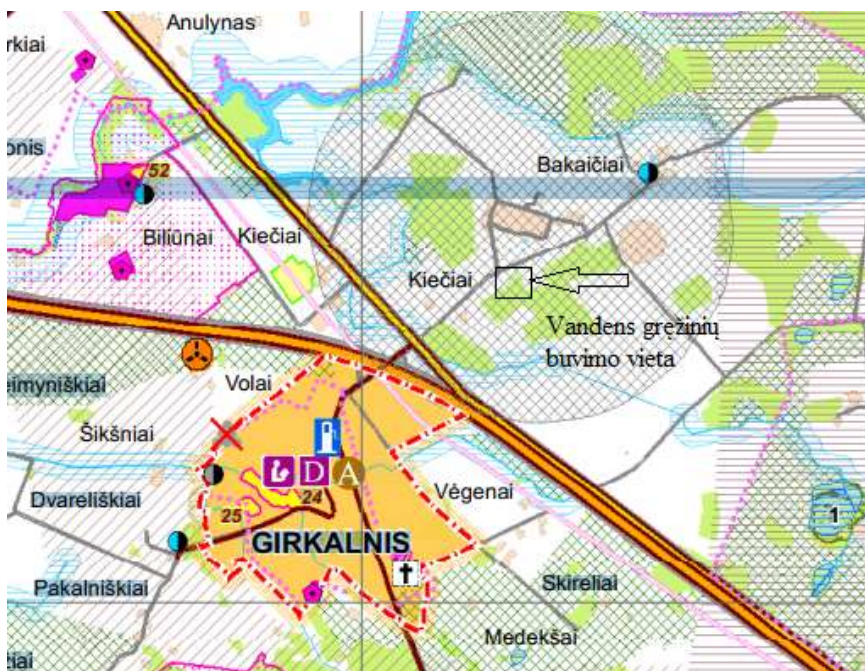 Anulynas
rkiai
onis
52
Bakaičiai
Biliūnai
Kiečiai
Kiečiai
Vandens gręžinių
buvimo vieta
eimyniškiai
Volai
Šikšniai
D
A
Vėgenai
Dvareliškiai
24
25
1
GIRKALNIS
Pakalniškiai
Skireliai
Medekšai
iai